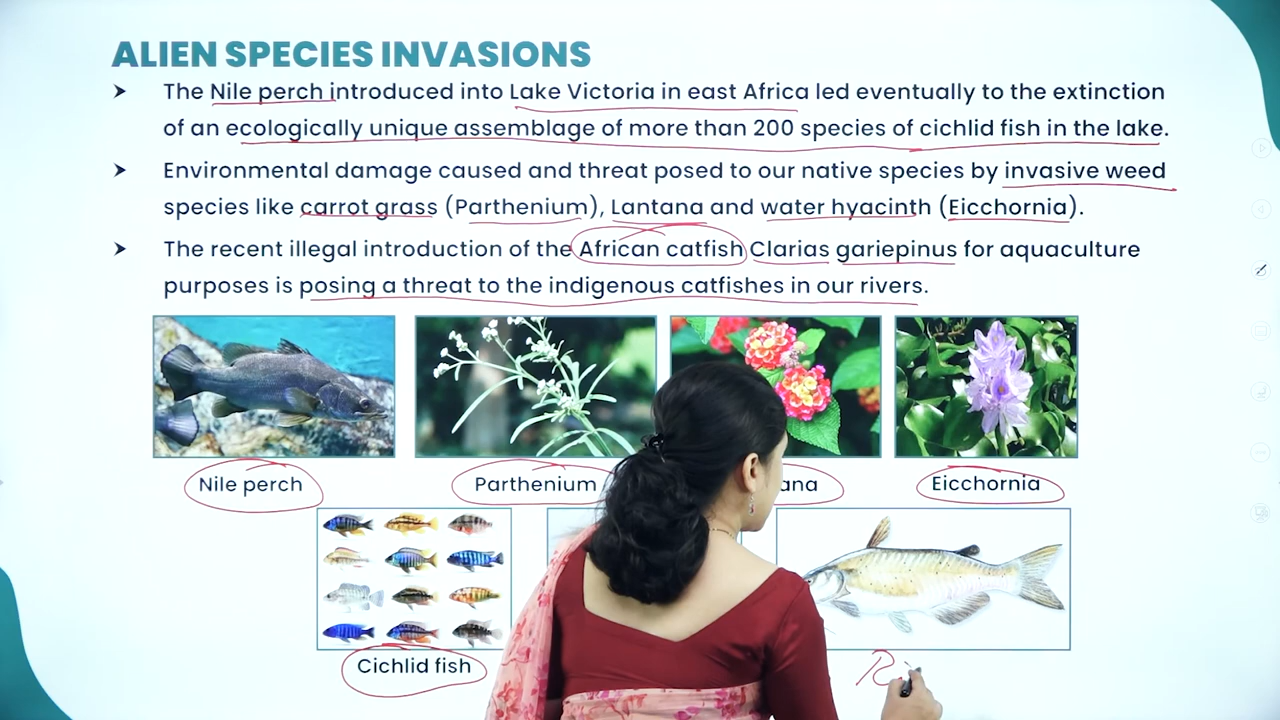 ALIEN SPECIES INVASIONS
The Nile perch introduced into Lake Victoria in east Africa led eventually to the extinction
of an ecologically unique assemblage of more than 200 species of cichlid fish in the lake.
Environmental damage caused and threat posed to our native species by invasive weed
species like carrot grass (Parthenium), Lantana and water hyacinth (Eicchornia).
The recent illegal introduction of the African catfish Clarias gariepinus for aquaculture
purposes is posing a threat to the indigenous catfishes in our rivers.
Nile perch Parthenium ana Eicchornia
Cichlid fish R